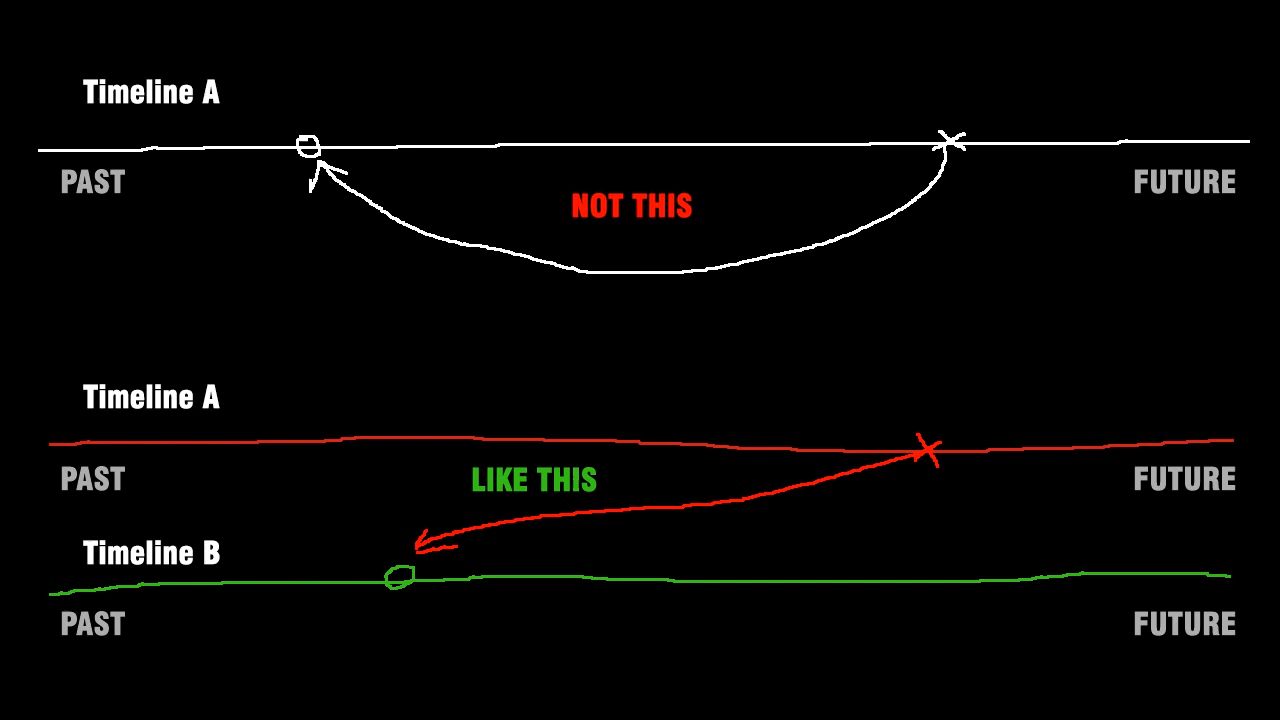 Timeline A
PAST
FUTURE
NOT THIS
Timeline A
PAST
LIKE THIS
FUTURE
Timeline B
PAST
FUTURE